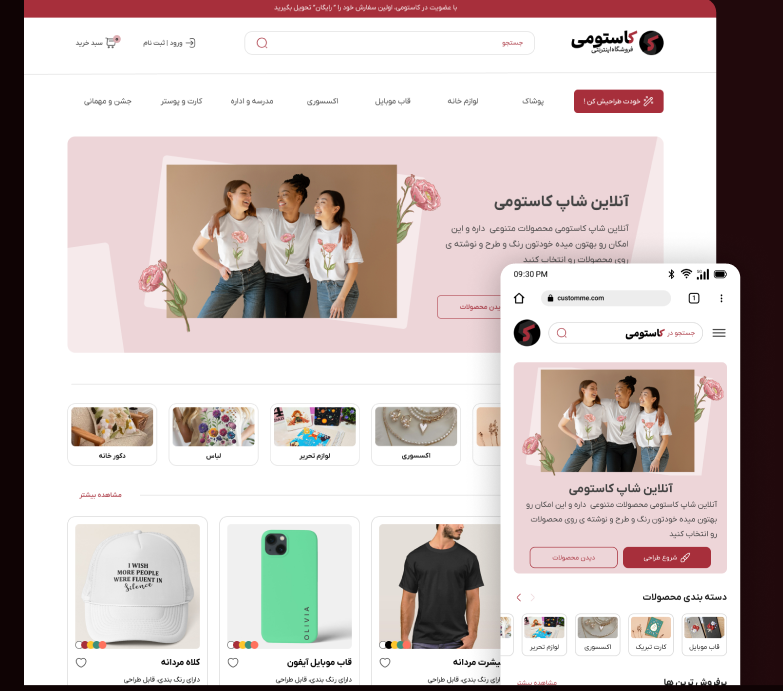 با عضویت در کاستومی، اولین سفارش خود را " رایگان" تحویل بگیرید
کاستومی
فروشگاه اینترنتی
جستجو
ورود | ثبت نام
سبد خرید
خودت طراحیش کن !
پوشاک
لوازم خانه
قاب موبایل
اکسسوری
مدرسه و اداره
کارت و پوستر
جشن و مهمانی
آنلاین شاپ کاستومی
آنلاین شاپ کاستومی محصولات متنوعی داره و این
امکان رو بهتون میده خودتون رنگ و طرح و نوشته ی
روی محصولات رو انتخاب کنید
دیدن محصولات
اکسسوری
لوازم تحریر
لباس
دکور خانه
مشاهده بیشتر
OLIVIA
I WISH
MORE PEOPLE
WERE FLUENT IN
Silence
تیشرت مردانه
دارای رنگ بندی، قابل طراحی
قاب موبایل آیفون
دارای رنگ بندی، قابل طراحی
کلاه مردانه
دارای رنگ بندی، قابل طراحی
09:30 PM
customme.com
1
جستجو در کاستومی
آنلاین شاپ کاستومی
آنلاین شاپ کاستومی محصولات متنوعی داره و این امکان رو
بهتون میده خودتون رنگ و طرح و نوشته ی روی محصولات
رو انتخاب کنید
شروع طراحی
دیدن محصولات
دسته بندی محصولات
قاب موبایل
کارت تبریک
اکسسوری
لوازم تحریر
پرفروش ترین ها
مشاهده بیشتر